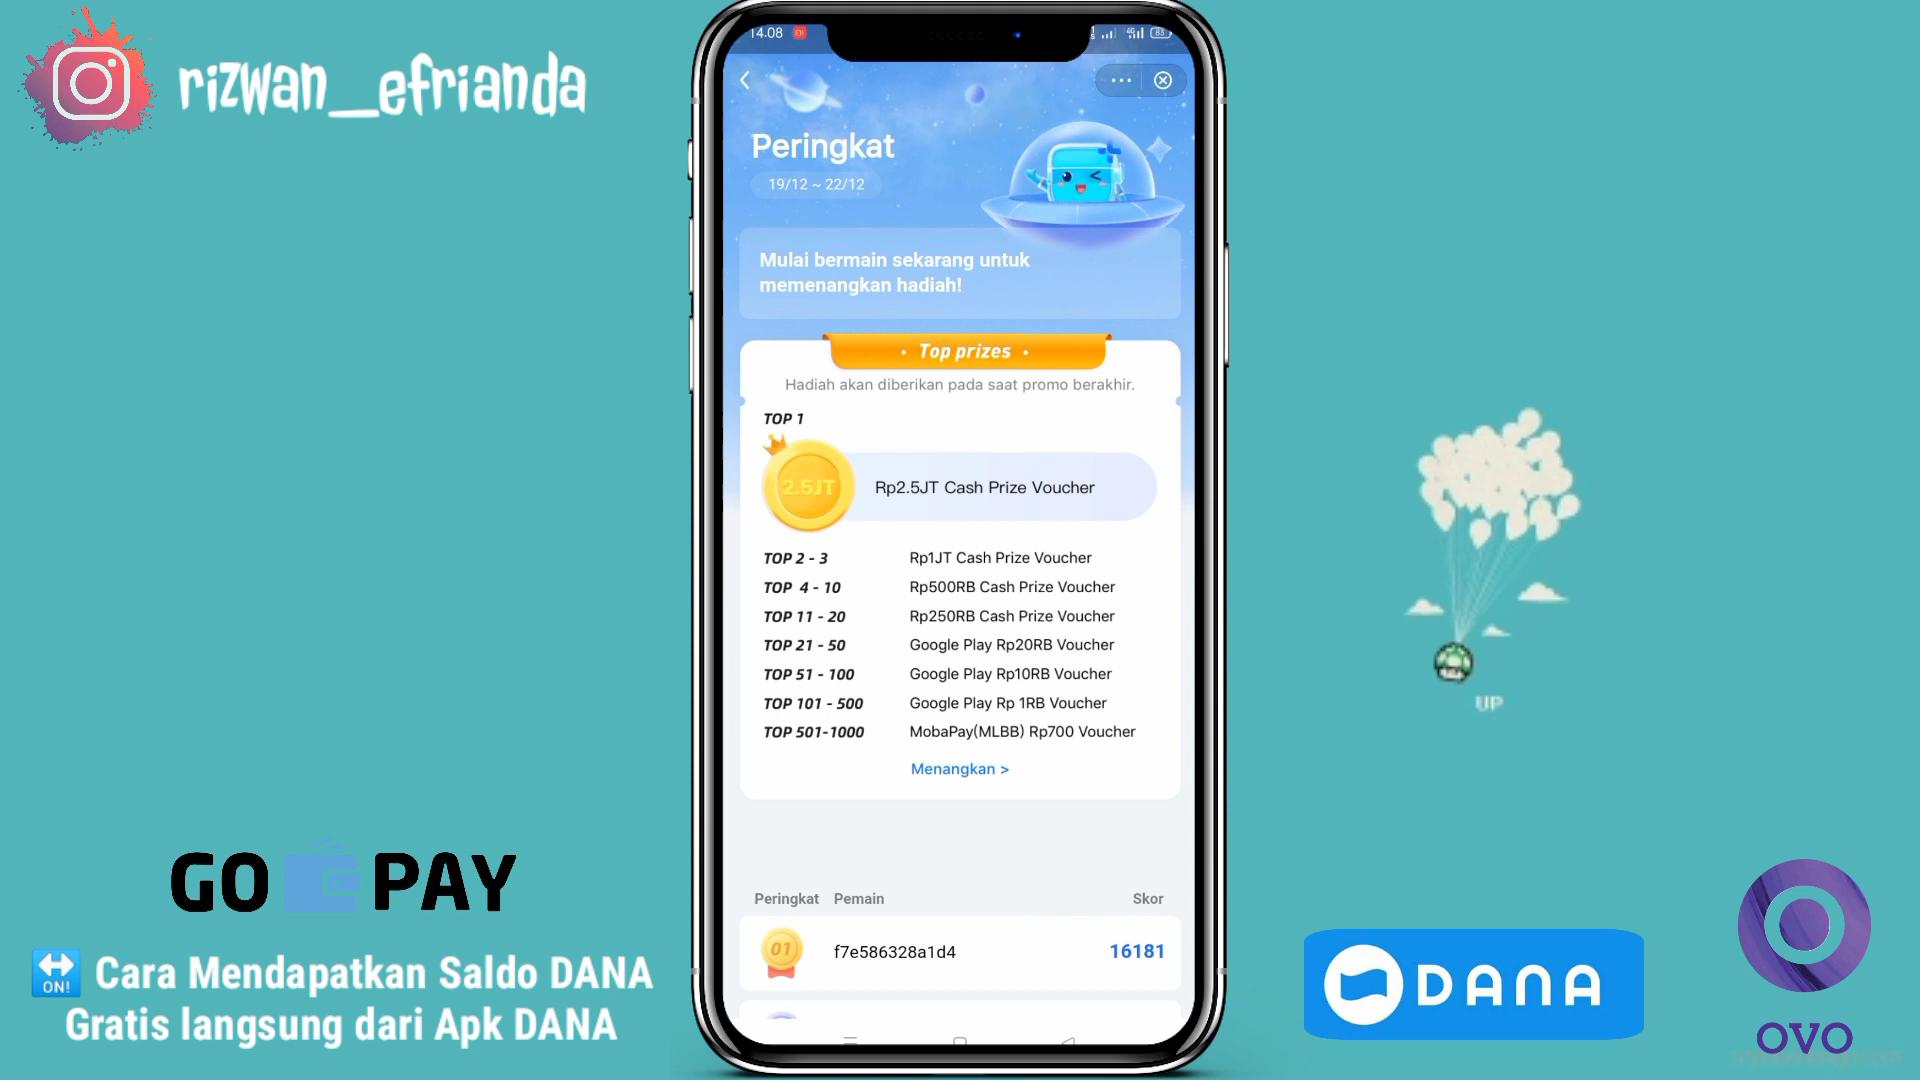 rizwan__efrianda
14.08
Peringkat
19/12 ~ 22/12
Mulai bermain sekarang untuk
memenangkan hadiah!
• Top prizes •
Hadiah akan diberikan pada saat promo berakhir.
TOP 1
2.5JT
Rp2.5JT Cash Prize Voucher
TOP 2 - 3 Rp1JT Cash Prize Voucher
TOP 4 - 10 Rp500RB Cash Prize Voucher
TOP 11 - 20 Rp250RB Cash Prize Voucher
TOP 21 - 50 Google Play Rp20RB Voucher
TOP 51 - 100 Google Play Rp10RB Voucher
TOP 101 - 500 Google Play Rp 1RB Voucher
TOP 501-1000 MobaPay(MLBB) Rp700 Voucher
Menangkan >
Peringkat Pemain Skor
01 f7e586328a1d4 16181
GO PAY
ON! Cara Mendapatkan Saldo DANA
Gratis langsung dari Apk DANA
UP
DANA
OVO